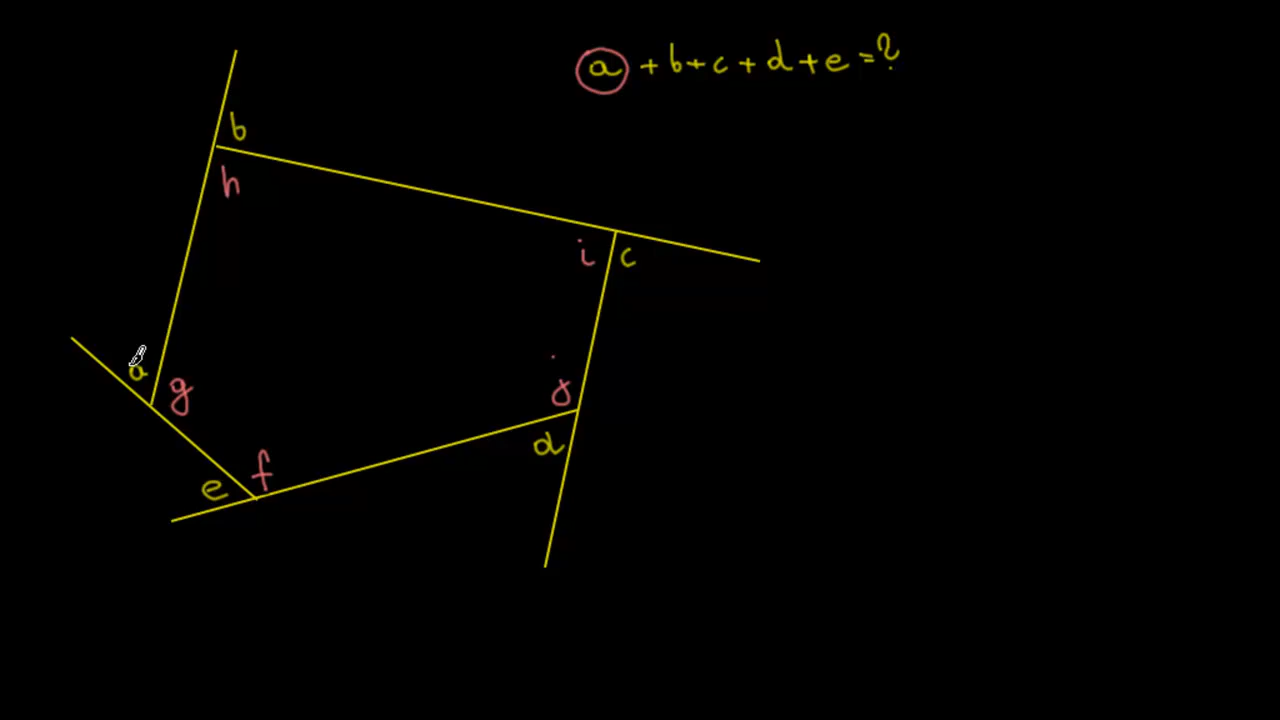 a + b + c + d + e = ?
b
h
i c
a g
j
d
e f